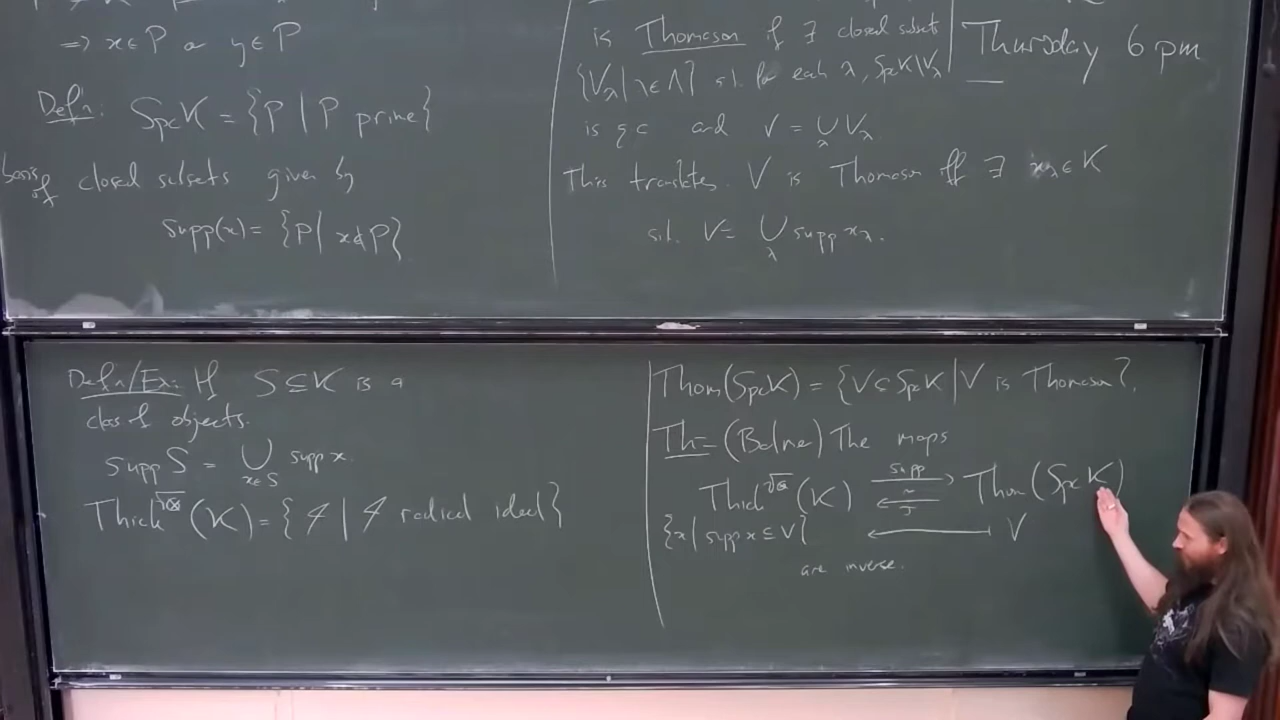 ⇒ x∈P or y∈P
Defn: SpcK = {P | P prime}
basis of closed subsets given by
supp(x) = {P | x∉P}
is Thomason if ∃ closed subsets
{V_λ | λ∈Λ} s.t. for each λ, SpcK\V_λ
is qc and V = ∪_λ V_λ
This translates. V is Thomason iff ∃ x_λ ∈ K
s.t. V = ∪_λ supp x_λ.
Thursday 6 pm
Defn/Ex: If S⊆K is a
class of objects.
supp S = ∪_{x∈S} supp x.
Thick^{√⊗}(K) = {J | J radical ideal}
Thom(SpcK) = {V⊆SpcK | V is Thomason}.
Th= (Balmer) The maps
Thick^{√⊗}(K) supp ~ Thom(SpcK)
{x | supp x ⊆ V} ⟵ V
are inverse.